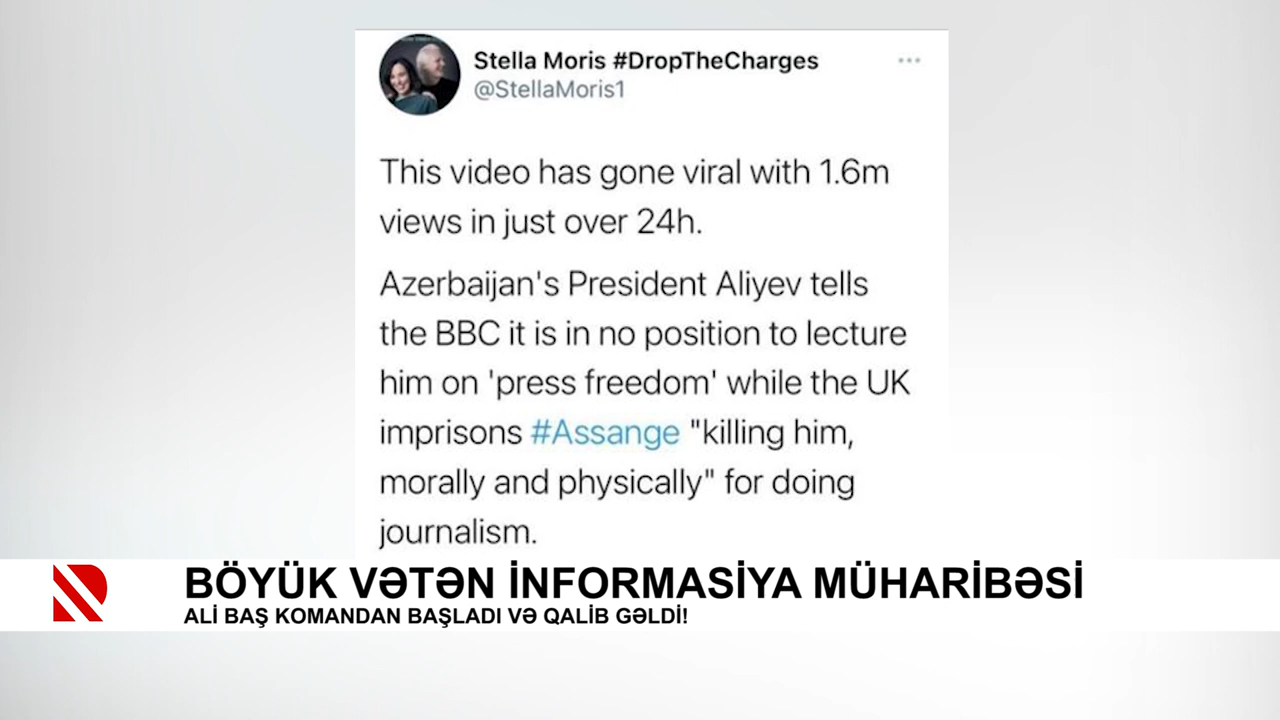 Stella Moris #DropTheCharges
@StellaMoris1
This video has gone viral with 1.6m
views in just over 24h.
Azerbaijan's President Aliyev tells
the BBC it is in no position to lecture
him on 'press freedom' while the UK
imprisons #Assange "killing him,
morally and physically" for doing
journalism.
BÖYÜK VƏTƏN İNFORMASİYA MÜHARİBƏSİ
ALİ BAŞ KOMANDAN BAŞLADI VƏ QALİB GƏLDİ!